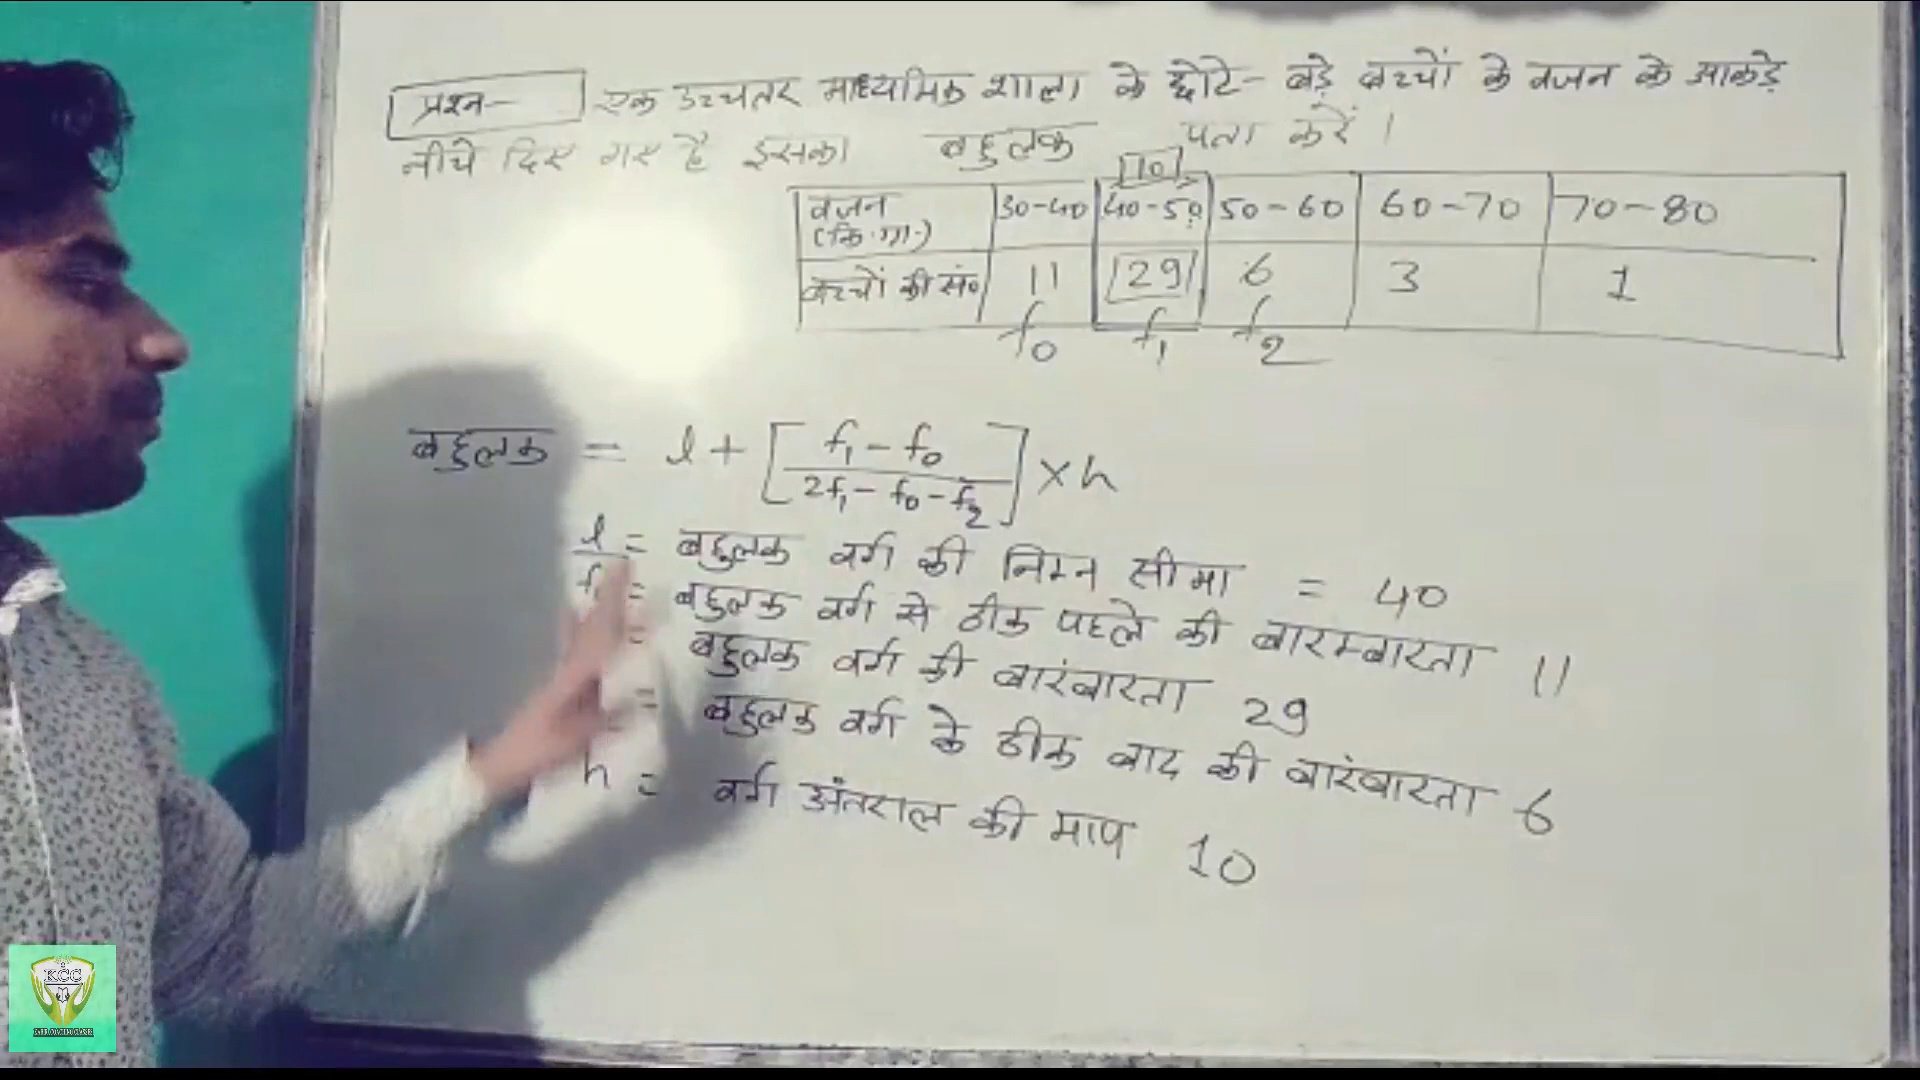 प्रश्न- एक उच्चतर माध्यमिक शाला के छोटे- बड़े बच्चों के वजन के आकड़े
नीचे दिए गए है इसका बहुलक पता करें।
10
वजन (कि.ग्रा.) 30-40 40-50 50-60 60-70 70-80
बच्चों की सं० 11 29 6 3 1
f₀ f₁ f₂
बहुलक = l + [f₁ - f₀ / 2f₁ - f₀ - f₂] × h
l = बहुलक वर्ग की निम्न सीमा = 40
= बहुलक वर्ग से ठीक पहले की बारम्बारता 11
= बहुलक वर्ग की बारंबारता 29
= बहुलक वर्ग के ठीक बाद की बारंबारता 6
h = वर्ग अंतराल की माप 10
KCC